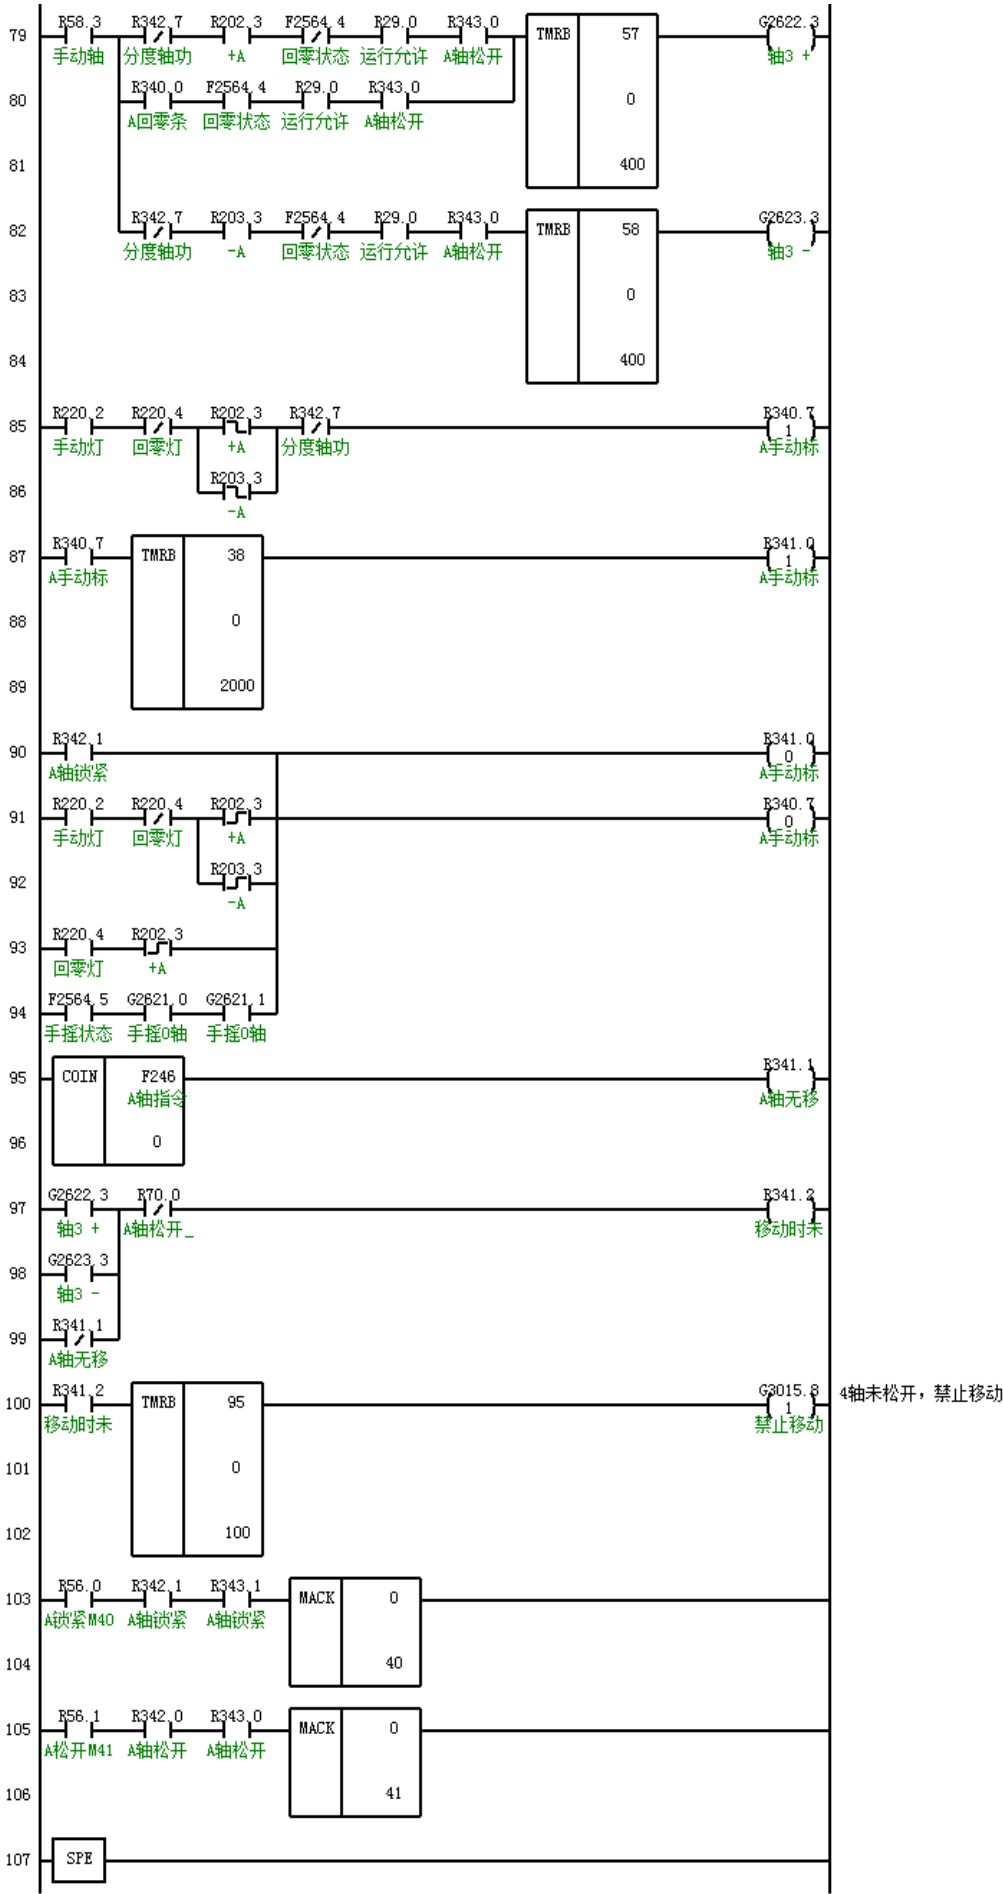 R58.3 R342.7 R202.3 F2564.4 R29.0 R343.0 G2622.3
79 TMRB 57
手动轴 分度轴功 +A 回零状态 运行允许 A轴松开 轴3 +
R340.0 F2564.4 R29.0 R343.0
80 0
A回零条 回零状态 运行允许 A轴松开
81 400
R342.7 R203.3 F2564.4 R29.0 R343.0 G2623.3
82 TMRB 58
分度轴功 -A 回零状态 运行允许 A轴松开 轴3 -
83 0
84 400
R220.2 R220.4 R202.3 R342.7 R340.7
85 1
手动灯 回零灯 +A 分度轴功 A手动标
R203.3
86
-A
R340.7 R341.0
87 TMRB 38 1
A手动标 A手动标
88 0
89 2000
R342.1 R341.0
90 0
A轴锁紧 A手动标
R220.2 R220.4 R202.3 R340.7
91 0
手动灯 回零灯 +A A手动标
R203.3
92
-A
R220.4 R202.3
93
回零灯 +A
F2564.5 G2621.0 G2621.1
94
手摇状态 手摇0轴 手摇0轴
R341.1
95 COIN F246
A轴指令 A轴无移
96 0
G2622.3 R70.0 R341.2
97
轴3 + A轴松开_ 移动时未
G2623.3
98
轴3 -
R341.1
99
A轴无移
R341.2 G3015.8
100 TMRB 95 1 4轴未松开，禁止移动
移动时未 禁止移动
101 0
102 100
R56.0 R342.1 R343.1
103 MACK 0
A锁紧M40 A轴锁紧 A轴锁紧
104 40
R56.1 R342.0 R343.0
105 MACK 0
A松开M41 A轴松开 A轴松开
106 41
107 SPE